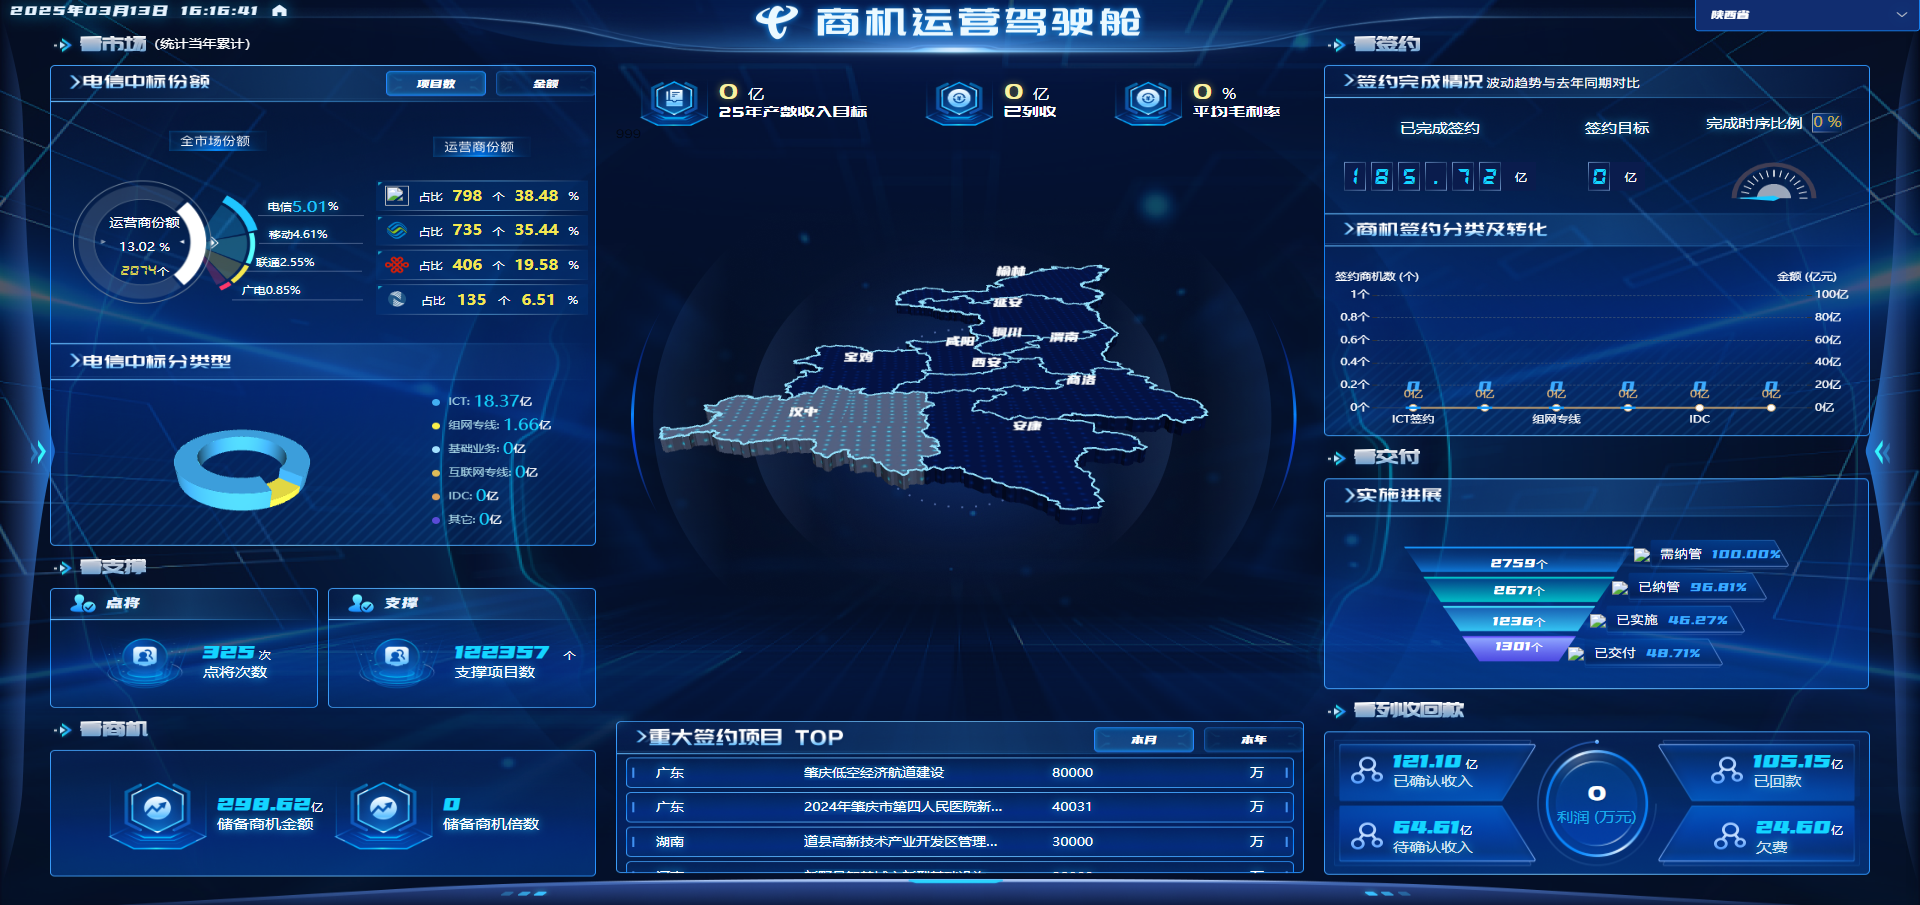 2025年03月13日 16:16:41
商机运营驾驶舱
陕西省
看市场 (统计当年累计)
电信中标份额
项目数
金额
全市场份额
运营商份额
运营商份额
13.02 %
2074个
电信5.01%
移动4.61%
联通2.55%
广电0.85%
占比 798 个 38.48 %
占比 735 个 35.44 %
占比 406 个 19.58 %
占比 135 个 6.51 %
电信中标分类型
ICT: 18.37亿
组网专线: 1.66亿
基础业务: 0亿
互联网专线: 0亿
IDC: 0亿
其它: 0亿
看支撑
点将
325 次
点将次数
支撑
122357 个
支撑项目数
看商机
298.62亿
储备商机金额
0
储备商机倍数
0 亿
25年产数收入目标
0 亿
已列收
0 %
平均毛利率
999
榆林
延安
铜川
渭南
咸阳
宝鸡
西安
商洛
汉中
安康
重大签约项目 TOP
本月
本年
广东 肇庆低空经济航道建设 80000 万
广东 2024年肇庆市第四人民医院新... 40031 万
湖南 道县高新技术产业开发区管理... 30000 万
看签约
签约完成情况 波动趋势与去年同期对比
已完成签约
签约目标
完成时序比例 0 %
185.72 亿
0 亿
商机签约分类及转化
签约商机数 (个)
金额 (亿元)
1个 100亿
0.8个 80亿
0.6个 60亿
0.4个 40亿
0.2个 20亿
0个 0亿
0 0 0 0 0 0
0亿 0亿 0亿 0亿 0亿 0亿
ICT签约 组网专线 IDC
看交付
实施进展
2759个 需纳管 100.00%
2671个 已纳管 96.81%
1236个 已实施 46.27%
1301个 已交付 48.71%
看列收回款
121.10 亿
已确认收入
105.15亿
已回款
0
利润 (万元)
64.61亿
待确认收入
24.60亿
欠费